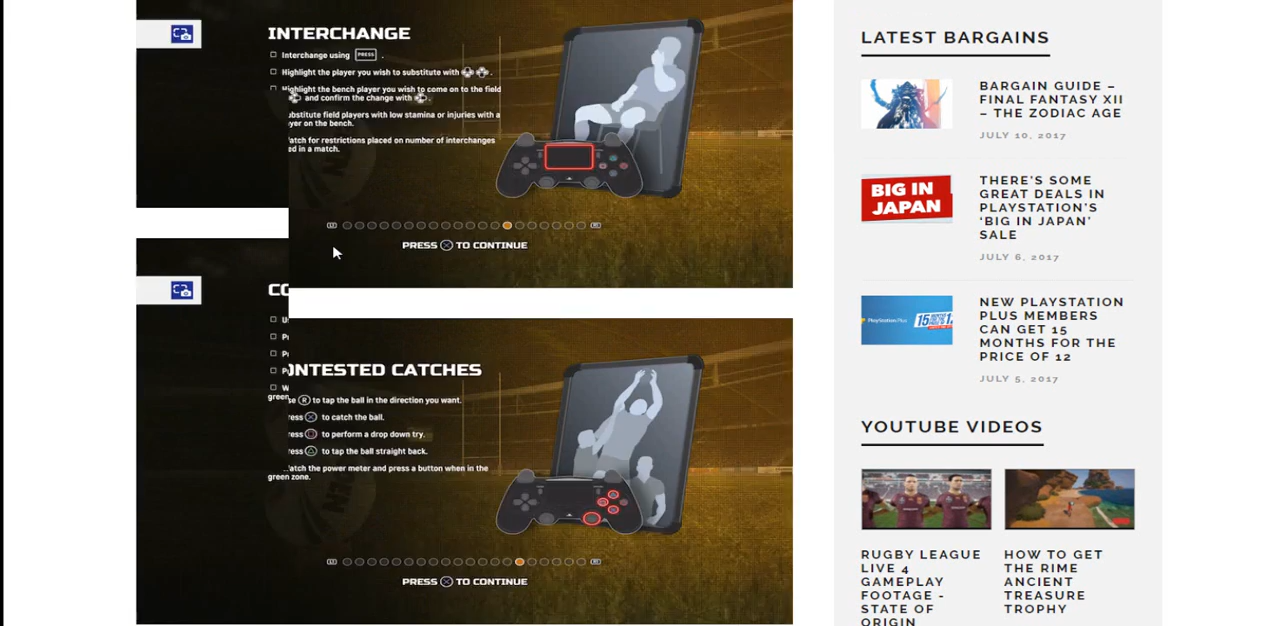 INTERCHANGE
Interchange using PRESS .
Highlight the player you wish to substitute with .
Highlight the bench player you wish to come on to the field
and confirm the change with .
ubstitute field players with low stamina or injuries with a
yer on the bench.
atch for restrictions placed on number of interchanges
ed in a match.
PRESS TO CONTINUE
CO
U
P
P
P
W
green
ONTESTED CATCHES
se R to tap the ball in the direction you want.
ress to catch the ball.
ress to perform a drop down try.
ress to tap the ball straight back.
atch the power meter and press a button when in the
green zone.
PRESS TO CONTINUE
LATEST BARGAINS
BARGAIN GUIDE –
FINAL FANTASY XII
– THE ZODIAC AGE
JULY 10, 2017
BIG IN
JAPAN
THERE'S SOME
GREAT DEALS IN
PLAYSTATION'S
‘BIG IN JAPAN’
SALE
JULY 6, 2017
PlayStation Plus
15
NEW PLAYSTATION
PLUS MEMBERS
CAN GET 15
MONTHS FOR THE
PRICE OF 12
JULY 5, 2017
YOUTUBE VIDEOS
RUGBY LEAGUE
LIVE 4
GAMEPLAY
FOOTAGE -
STATE OF
ORIGIN
HOW TO GET
THE RIME
ANCIENT
TREASURE
TROPHY